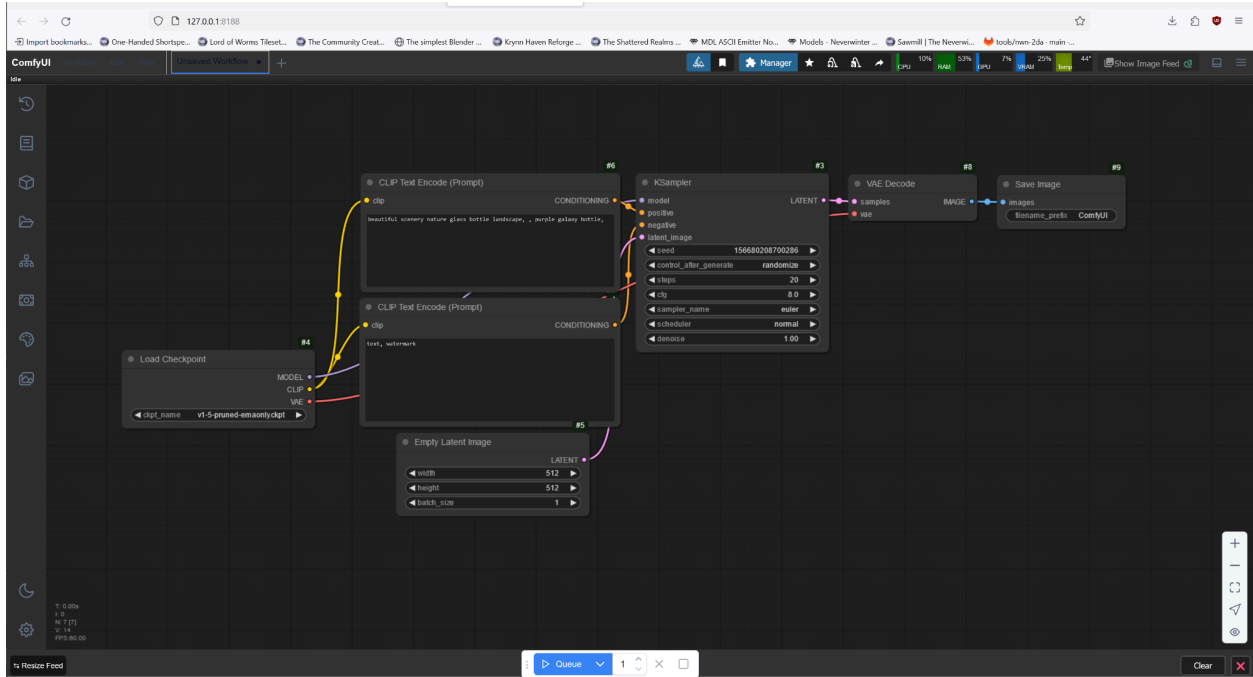 127.0.0.1:8188
Import bookmarks... One-Handed Shortspe... Lord of Worms Tileset... The Community Creat... The simplest Blender ... Krynn Haven Reforge ... The Shattered Realms ... MDL ASCII Emitter No... Models - Neverwinter ... Sawmill | The Neverwi... tools/nwn-2da · main ·...
ComfyUI Workflow Edit View Unsaved Workflow Manager CPU 10% RAM 53% GPU 7% VRAM 25% Temp 44° Show Image Feed
Idle
#6
CLIP Text Encode (Prompt)
clip CONDITIONING
beautiful scenery nature glass bottle landscape, , purple galaxy bottle,
CLIP Text Encode (Prompt)
clip CONDITIONING
text, watermark
#4
Load Checkpoint
MODEL
CLIP
VAE
ckpt_name v1-5-pruned-emaonly.ckpt
#5
Empty Latent Image
LATENT
width 512
height 512
batch_size 1
#3
KSampler
model LATENT
positive
negative
latent_image
seed 156680208700286
control_after_generate randomize
steps 20
cfg 8.0
sampler_name euler
scheduler normal
denoise 1.00
#8
VAE Decode
samples IMAGE
vae
#9
Save Image
images
filename_prefix ComfyUI
T: 0.00s
I: 0
N: 7 [7]
V: 14
FPS:60.00
Resize Feed
Queue 1
Clear